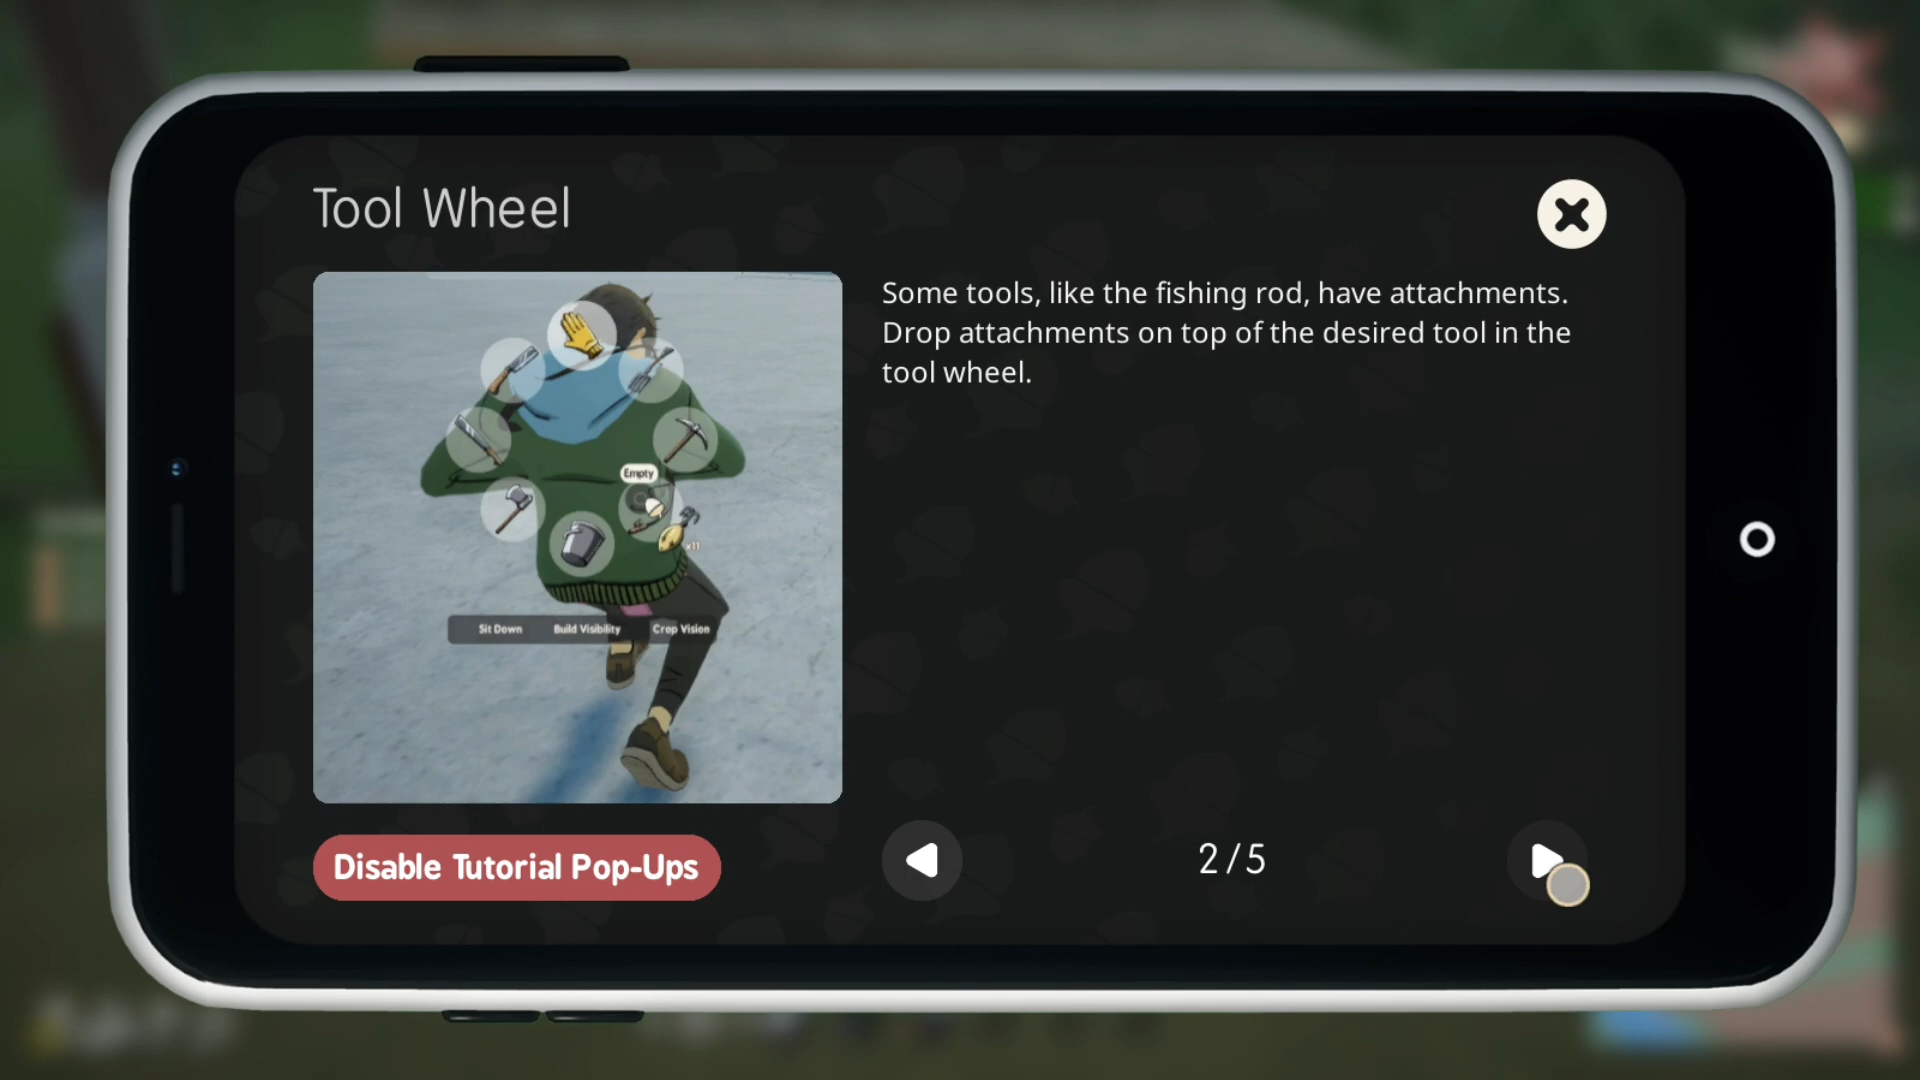 Tool Wheel
Some tools, like the fishing rod, have attachments.
Drop attachments on top of the desired tool in the
tool wheel.
Empty
x11
Sit Down Build Visibility Crop Vision
Disable Tutorial Pop-Ups
2/5